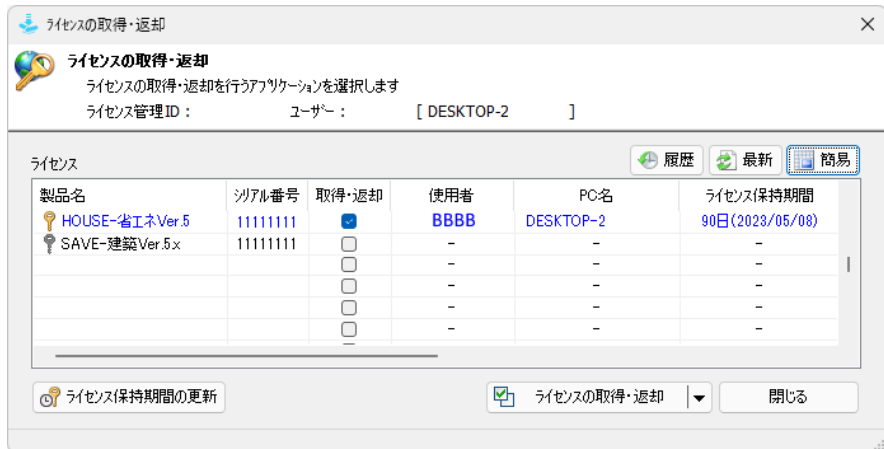 ライセンスの取得・返却
ライセンスの取得・返却
ライセンスの取得・返却を行うアプリケーションを選択します
ライセンス管理ID： ユーザー： [ DESKTOP-2 ]
ライセンス 履歴 最新 簡易
製品名 シリアル番号 取得・返却 使用者 PC名 ライセンス保持期間
HOUSE-省エネVer.5 11111111 BBBB DESKTOP-2 90日(2023/05/08)
SAVE-建築Ver.5x 11111111 - - -
- - -
- - -
- - -
- - -
ライセンス保持期間の更新 ライセンスの取得・返却 閉じる